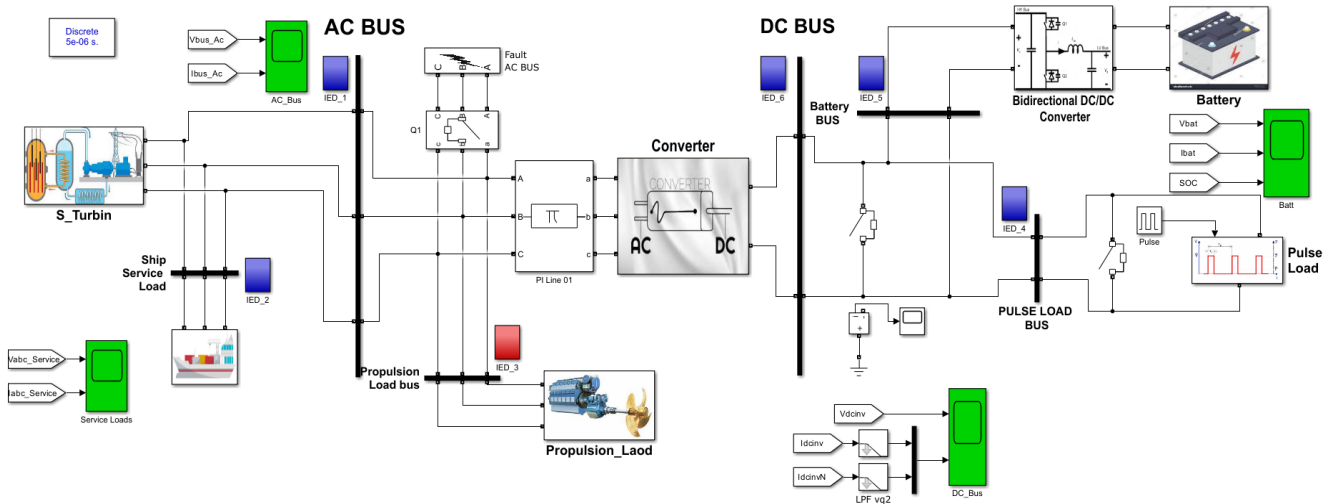 Discrete
5e-06 s.
Vbus_Ac
Ibus_Ac
AC_Bus
AC BUS
IED_1
Fault
AC BUS
C
B
A
Q1
C
B
A
c
b
a
S_Turbin
Ship
Service
Load
IED_2
Vabc_Service
Iabc_Service
Service Loads
A
B
C
a
b
c
PI Line 01
Converter
CONVERTER
AC
DC
Propulsion
Load bus
IED_3
Propulsion_Laod
DC BUS
IED_6
Battery
BUS
IED_5
Bidirectional DC/DC
Converter
Q1
Battery
Vbat
Ibat
SOC
Batt
IED_4
PULSE LOAD
BUS
Pulse
Pulse
Load
Vdcinv
Idcinv
IdcinvN
LPF_vq2
DC_Bus